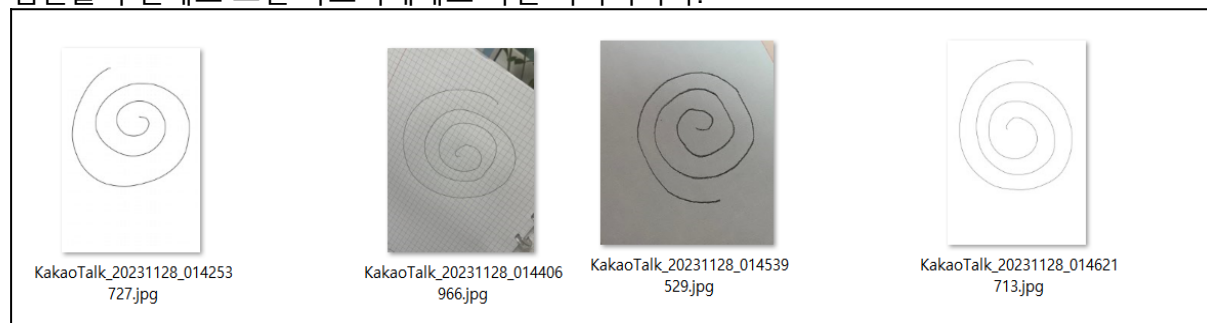 KakaoTalk_20231128_014253
727.jpg
KakaoTalk_20231128_014406
966.jpg
KakaoTalk_20231128_014539
529.jpg
KakaoTalk_20231128_014621
713.jpg